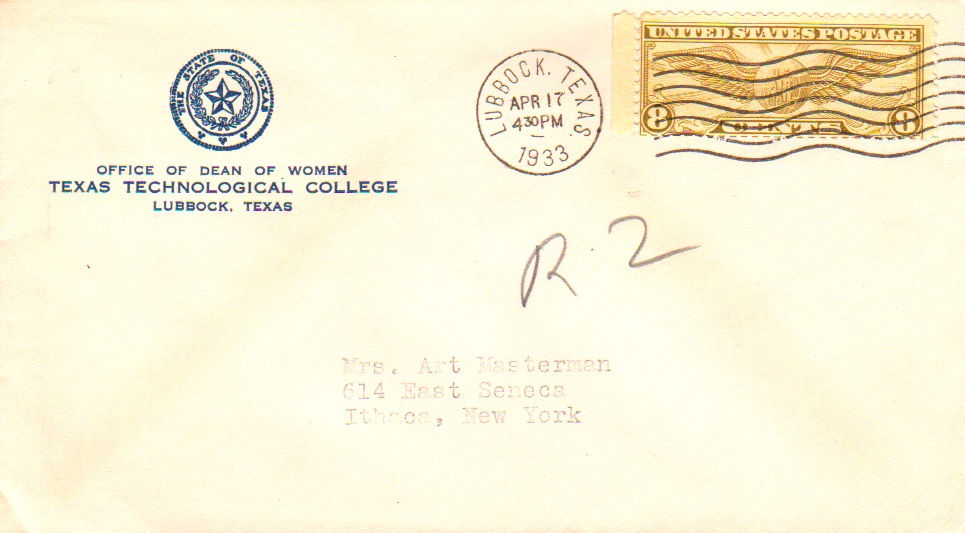 THE STATE OF TEXAS
OFFICE OF DEAN OF WOMEN
TEXAS TECHNOLOGICAL COLLEGE
LUBBOCK, TEXAS
LUBBOCK, TEXAS.
APR 17
430PM
1933
UNITED STATES POSTAGE
8 CENTS 8
R. 2
Mrs. Art Masterman
614 East Seneca
Ithaca, New York